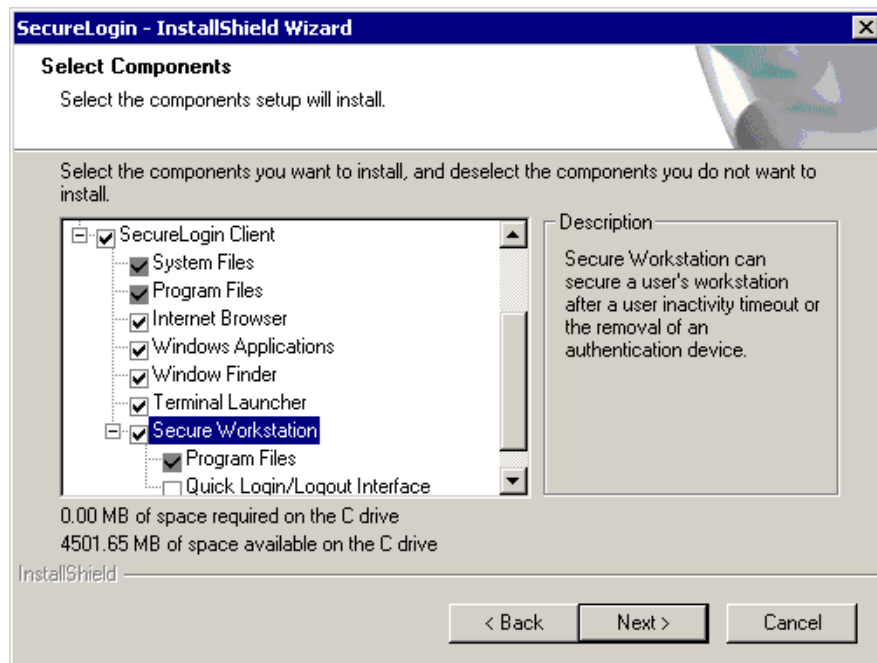 SecureLogin - InstallShield Wizard
Select Components
Select the components setup will install.
Select the components you want to install, and deselect the components you do not want to
install.
SecureLogin Client
System Files
Program Files
Internet Browser
Windows Applications
Window Finder
Terminal Launcher
Secure Workstation
Program Files
Quick Login/Logout Interface
Description
Secure Workstation can
secure a user's workstation
after a user inactivity timeout or
the removal of an
authentication device.
0.00 MB of space required on the C drive
4501.65 MB of space available on the C drive
InstallShield
< Back
Next >
Cancel